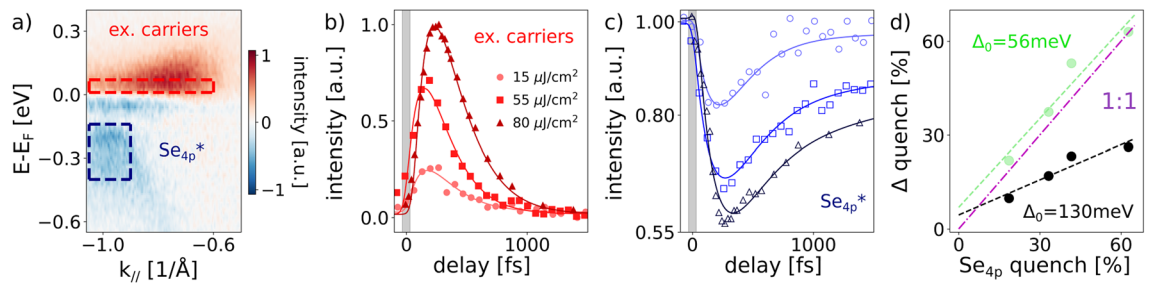 a)
ex. carriers
Se4p*
0.3
0.0
−0.3
−0.6
E-EF [eV]
−1.0
−0.6
k// [1/Å]
1
0
−1
intensity [a.u.]
b)
ex. carriers
15 μJ/cm²
55 μJ/cm²
80 μJ/cm²
1.0
0.5
0.0
intensity [a.u.]
0
1000
delay [fs]
c)
1.00
0.80
0.55
intensity [a.u.]
Se4p*
0
1000
delay [fs]
d)
Δ0=56meV
1:1
Δ0=130meV
60
30
0
Δ quench [%]
0
30
60
Se4p quench [%]